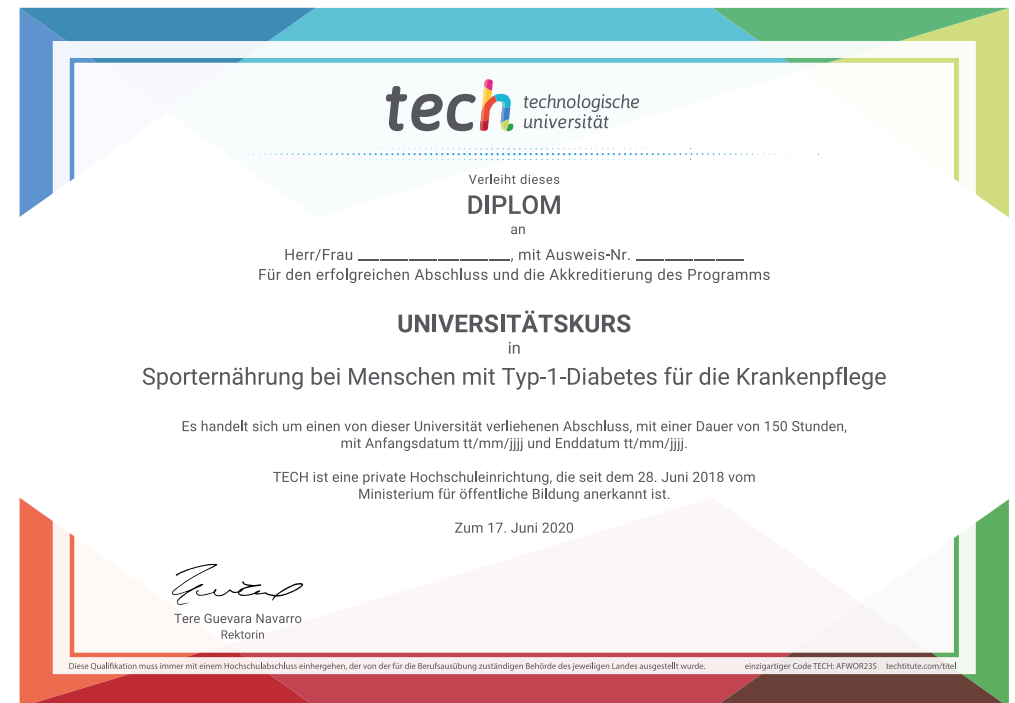 tech technologische
universität
Verleiht dieses
DIPLOM
an
Herr/Frau ____________________, mit Ausweis-Nr. ______________
Für den erfolgreichen Abschluss und die Akkreditierung des Programms
UNIVERSITÄTSKURS
in
Sporternährung bei Menschen mit Typ-1-Diabetes für die Krankenpflege
Es handelt sich um einen von dieser Universität verliehenen Abschluss, mit einer Dauer von 150 Stunden,
mit Anfangsdatum tt/mm/jjjj und Enddatum tt/mm/jjjj.
TECH ist eine private Hochschuleinrichtung, die seit dem 28. Juni 2018 vom
Ministerium für öffentliche Bildung anerkannt ist.
Zum 17. Juni 2020
Tere Guevara Navarro
Rektorin
Diese Qualifikation muss immer mit einem Hochschulabschluss einhergehen, der von der für die Berufsausübung zuständigen Behörde des jeweiligen Landes ausgestellt wurde. einzigartiger Code TECH: AFWOR23S techtitute.com/titel